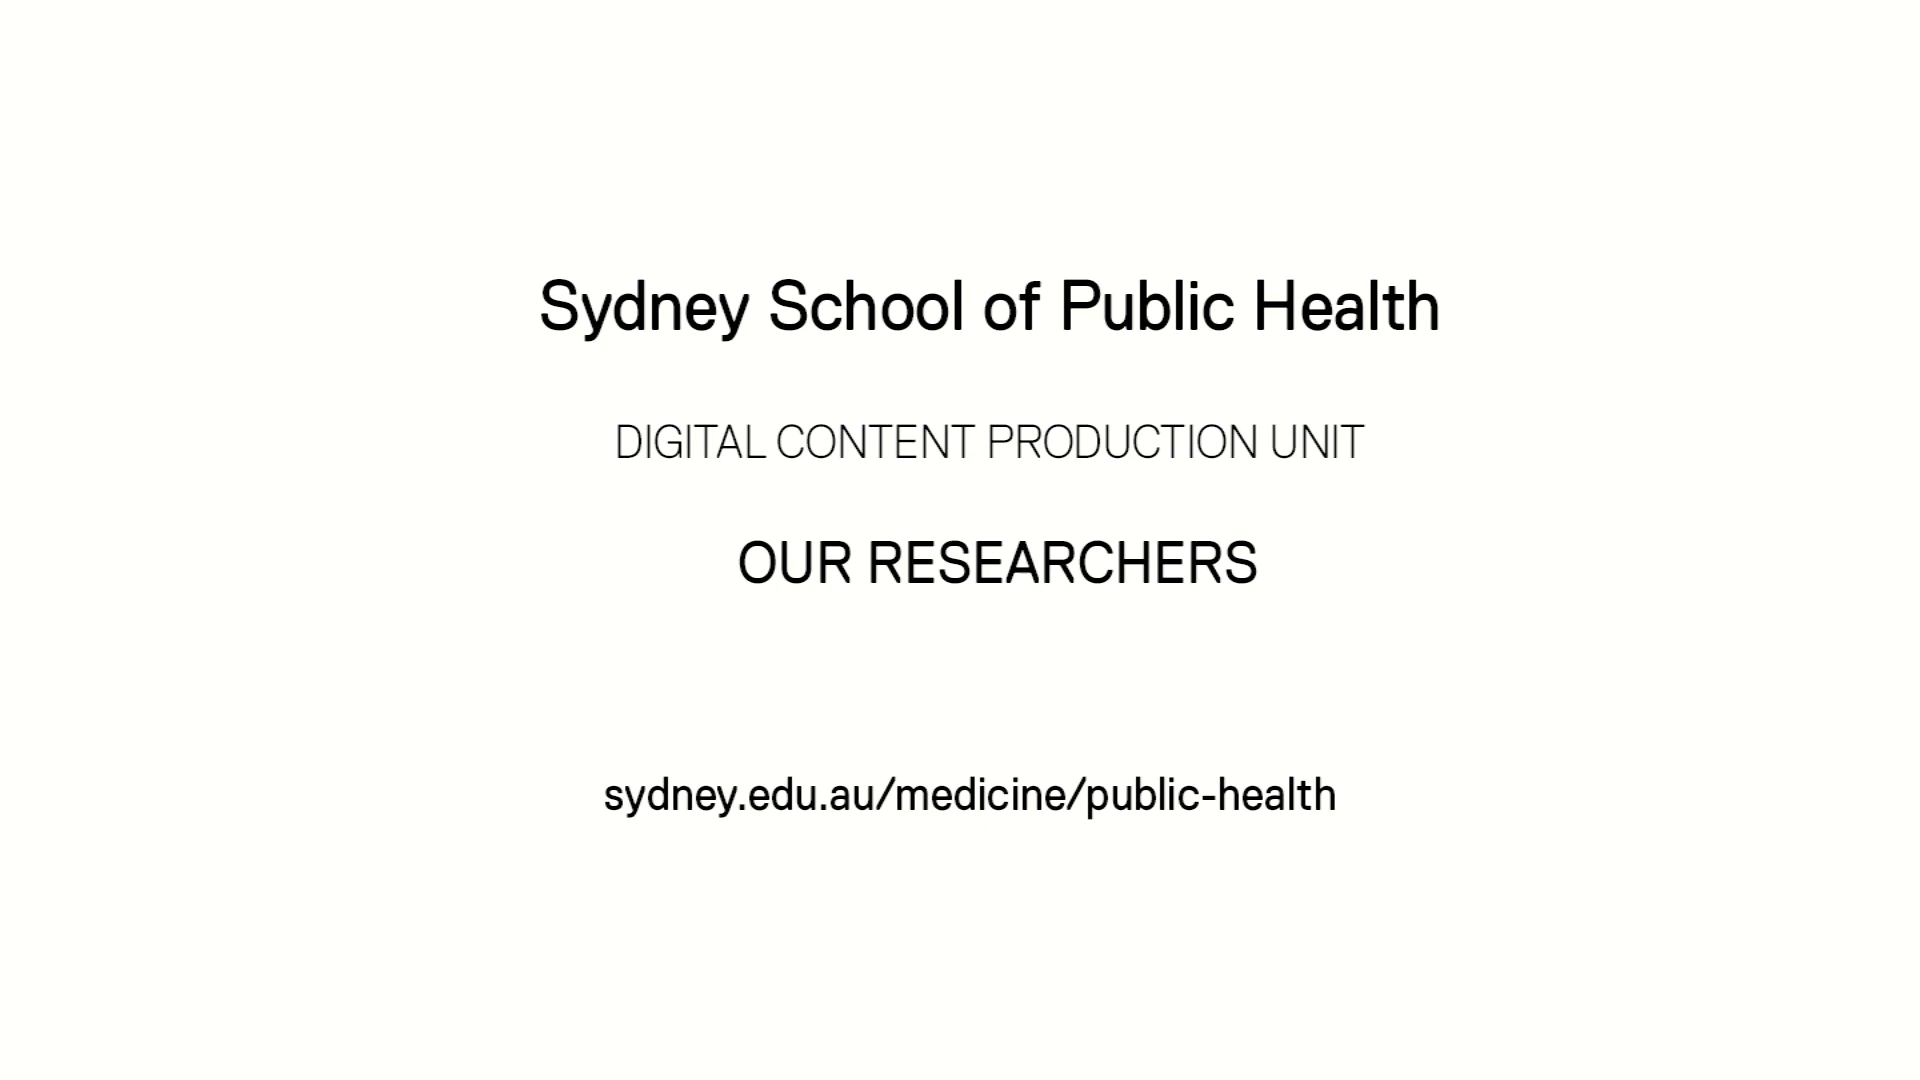 Sydney School of Public Health
DIGITAL CONTENT PRODUCTION UNIT
OUR RESEARCHERS
sydney.edu.au/medicine/public-health